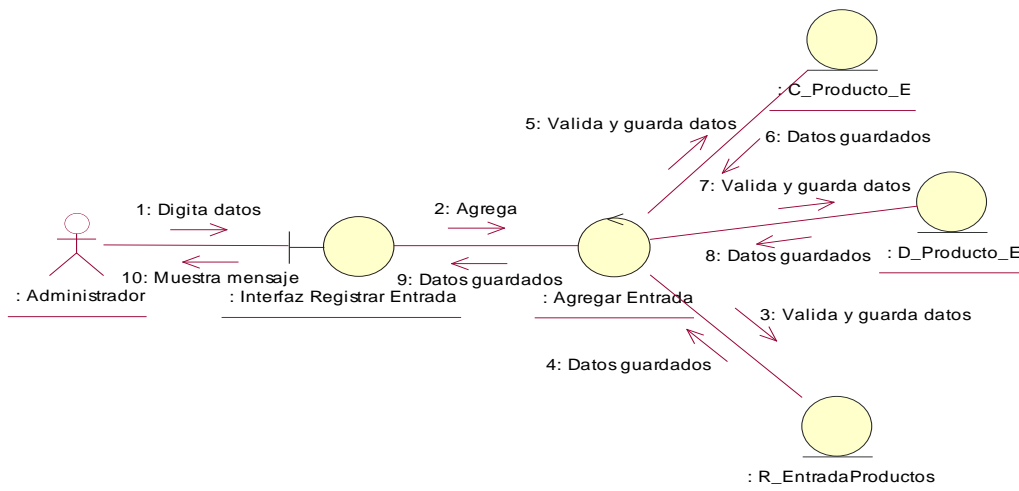 : C_Producto_E
5: Valida y guarda datos
6: Datos guardados
7: Valida y guarda datos
1: Digita datos
2: Agrega
8: Datos guardados
: D_Producto_E
10: Muestra mensaje
9: Datos guardados
: Administrador
: Interfaz Registrar Entrada
: Agregar Entrada
3: Valida y guarda datos
4: Datos guardados
: R_EntradaProductos